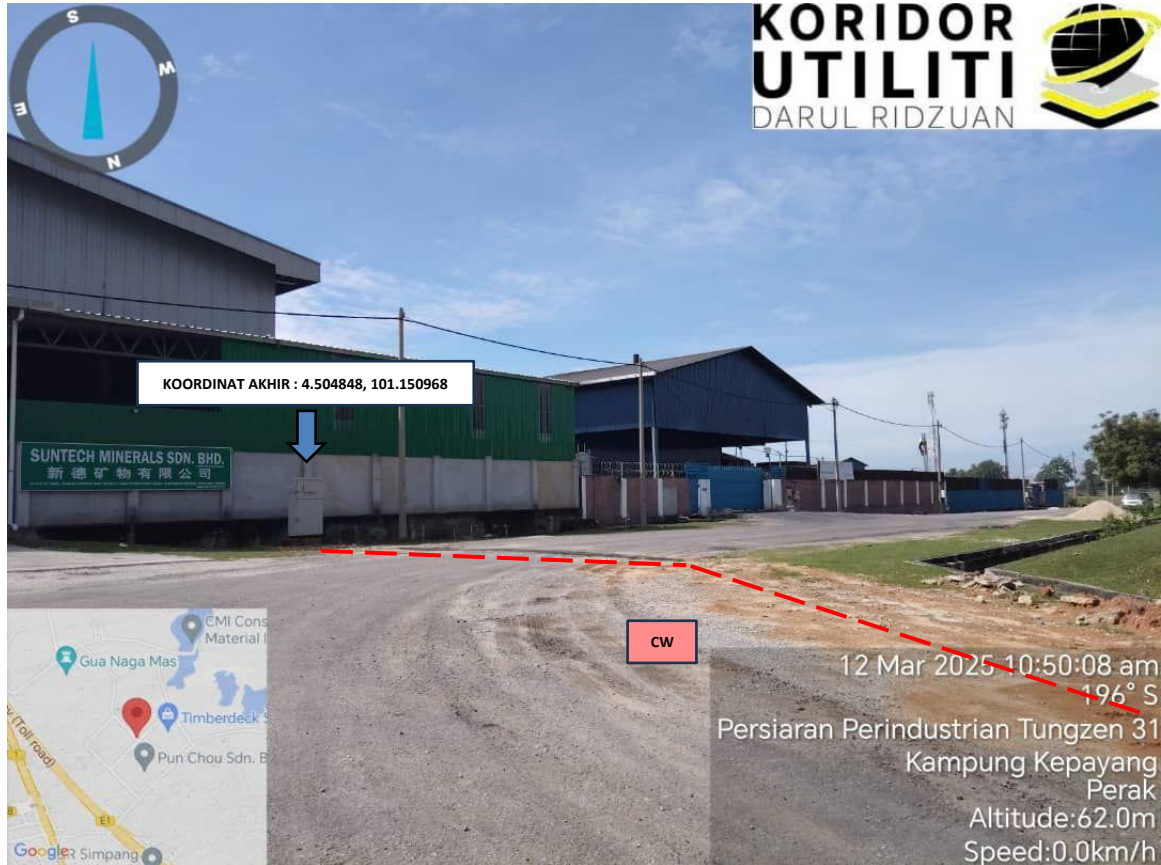 S
W
E
N
KORIDOR
UTILITI
DARUL RIDZUAN
KOORDINAT AKHIR : 4.504848, 101.150968
SUNTECH MINERALS SDN. BHD.
新德矿物有限公司
CW
CMI Cons
Material I
Gua Naga Mas
Timberdeck S
Pun Chou Sdn. B
(Toll road)
E1
Simpang
Google
12 Mar 2025 10:50:08 am
196° S
Persiaran Perindustrian Tungzen 31
Kampung Kepayang
Perak
Altitude:62.0m
Speed:0.0km/h